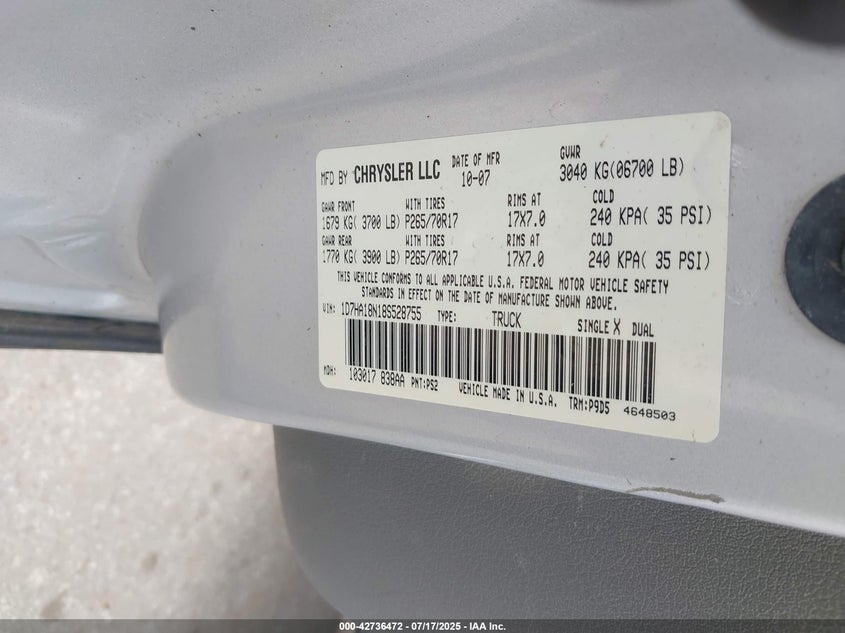 MFD BY CHRYSLER LLC DATE OF MFR 10-07 GVWR 3040 KG(06700 LB)
GAWR FRONT WITH TIRES RIMS AT COLD
1679 KG( 3700 LB) P265/70R17 17X7.0 240 KPA( 35 PSI)
GAWR REAR WITH TIRES RIMS AT COLD
1770 KG( 3900 LB) P265/70R17 17X7.0 240 KPA( 35 PSI)
THIS VEHICLE CONFORMS TO ALL APPLICABLE U.S.A. FEDERAL MOTOR VEHICLE SAFETY
STANDARDS IN EFFECT ON THE DATE OF MANUFACTURE SHOWN ABOVE.
VIN: 1D7HA18N18S528755 TYPE: TRUCK SINGLE X DUAL
MDH: 103017 838AA PNT:PS2 VEHICLE MADE IN U.S.A. TRM:P9D5 4648503
000-42736472 / 07/17/2025 - IAA Inc.